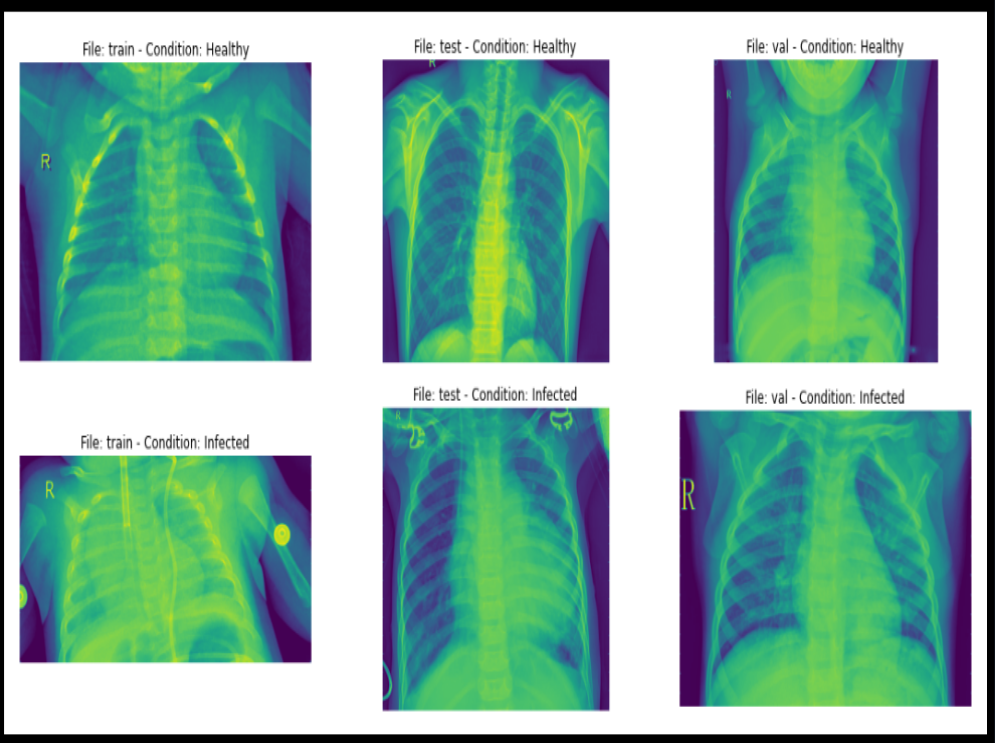 File: train - Condition: Healthy
File: test - Condition: Healthy
File: val - Condition: Healthy
R
R
R
File: train - Condition: Infected
File: test - Condition: Infected
File: val - Condition: Infected
R
R
R